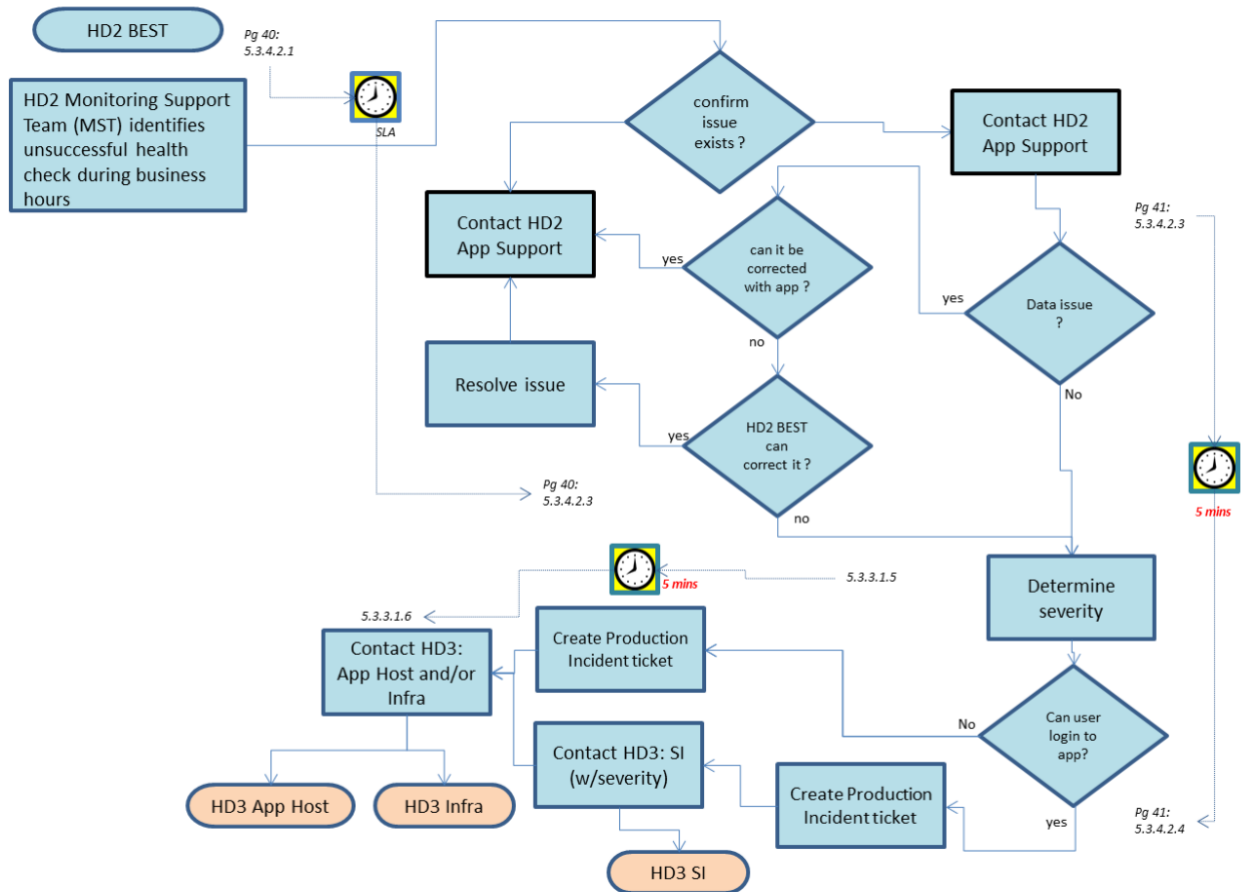 HD2 BEST
Pg 40:
5.3.4.2.1
SLA
HD2 Monitoring Support
Team (MST) identifies
unsuccessful health
check during business
hours
confirm
issue
exists ?
Contact HD2
App Support
Contact HD2
App Support
yes
can it be
corrected
with app ?
no
yes
Data issue
?
No
Pg 41:
5.3.4.2.3
Resolve issue
yes
HD2 BEST
can
correct it ?
no
Pg 40:
5.3.4.2.3
5 mins
5 mins
5.3.3.1.5
5.3.3.1.6
Determine
severity
Contact HD3:
App Host and/or
Infra
Create Production
Incident ticket
No
Can user
login to
app?
yes
Contact HD3: SI
(w/severity)
Create Production
Incident ticket
Pg 41:
5.3.4.2.4
HD3 App Host
HD3 Infra
HD3 SI